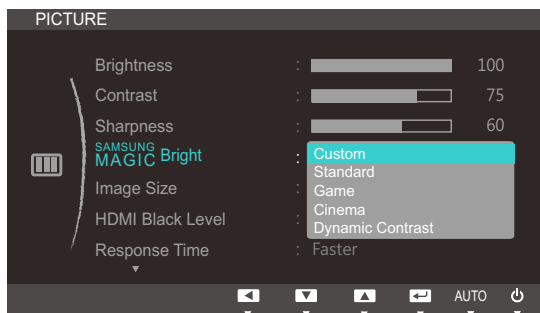 PICTURE
Brightness : 100
Contrast : 75
Sharpness : 60
SAMSUNG
MAGIC Bright : Custom
Standard
Image Size : Game
Cinema
HDMI Black Level : Dynamic Contrast
Response Time : Faster
AUTO